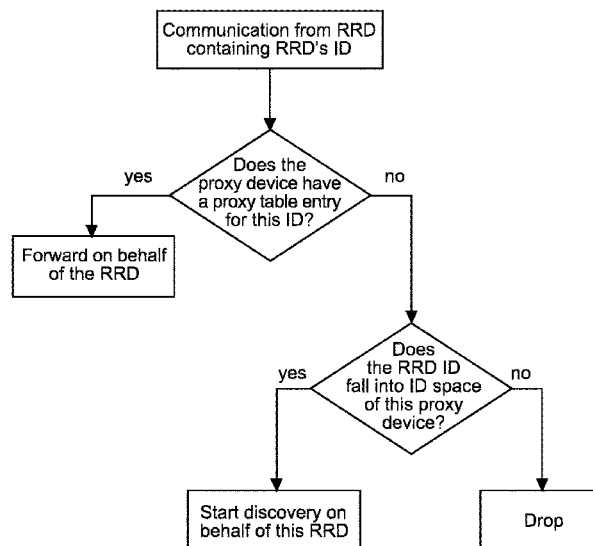 Communication from RRD
containing RRD's ID
Does the
proxy device have
a proxy table entry
for this ID?
yes
no
Forward on behalf
of the RRD
Does
the RRD ID
fall into ID space
of this proxy
device?
yes
no
Start discovery on
behalf of this RRD
Drop